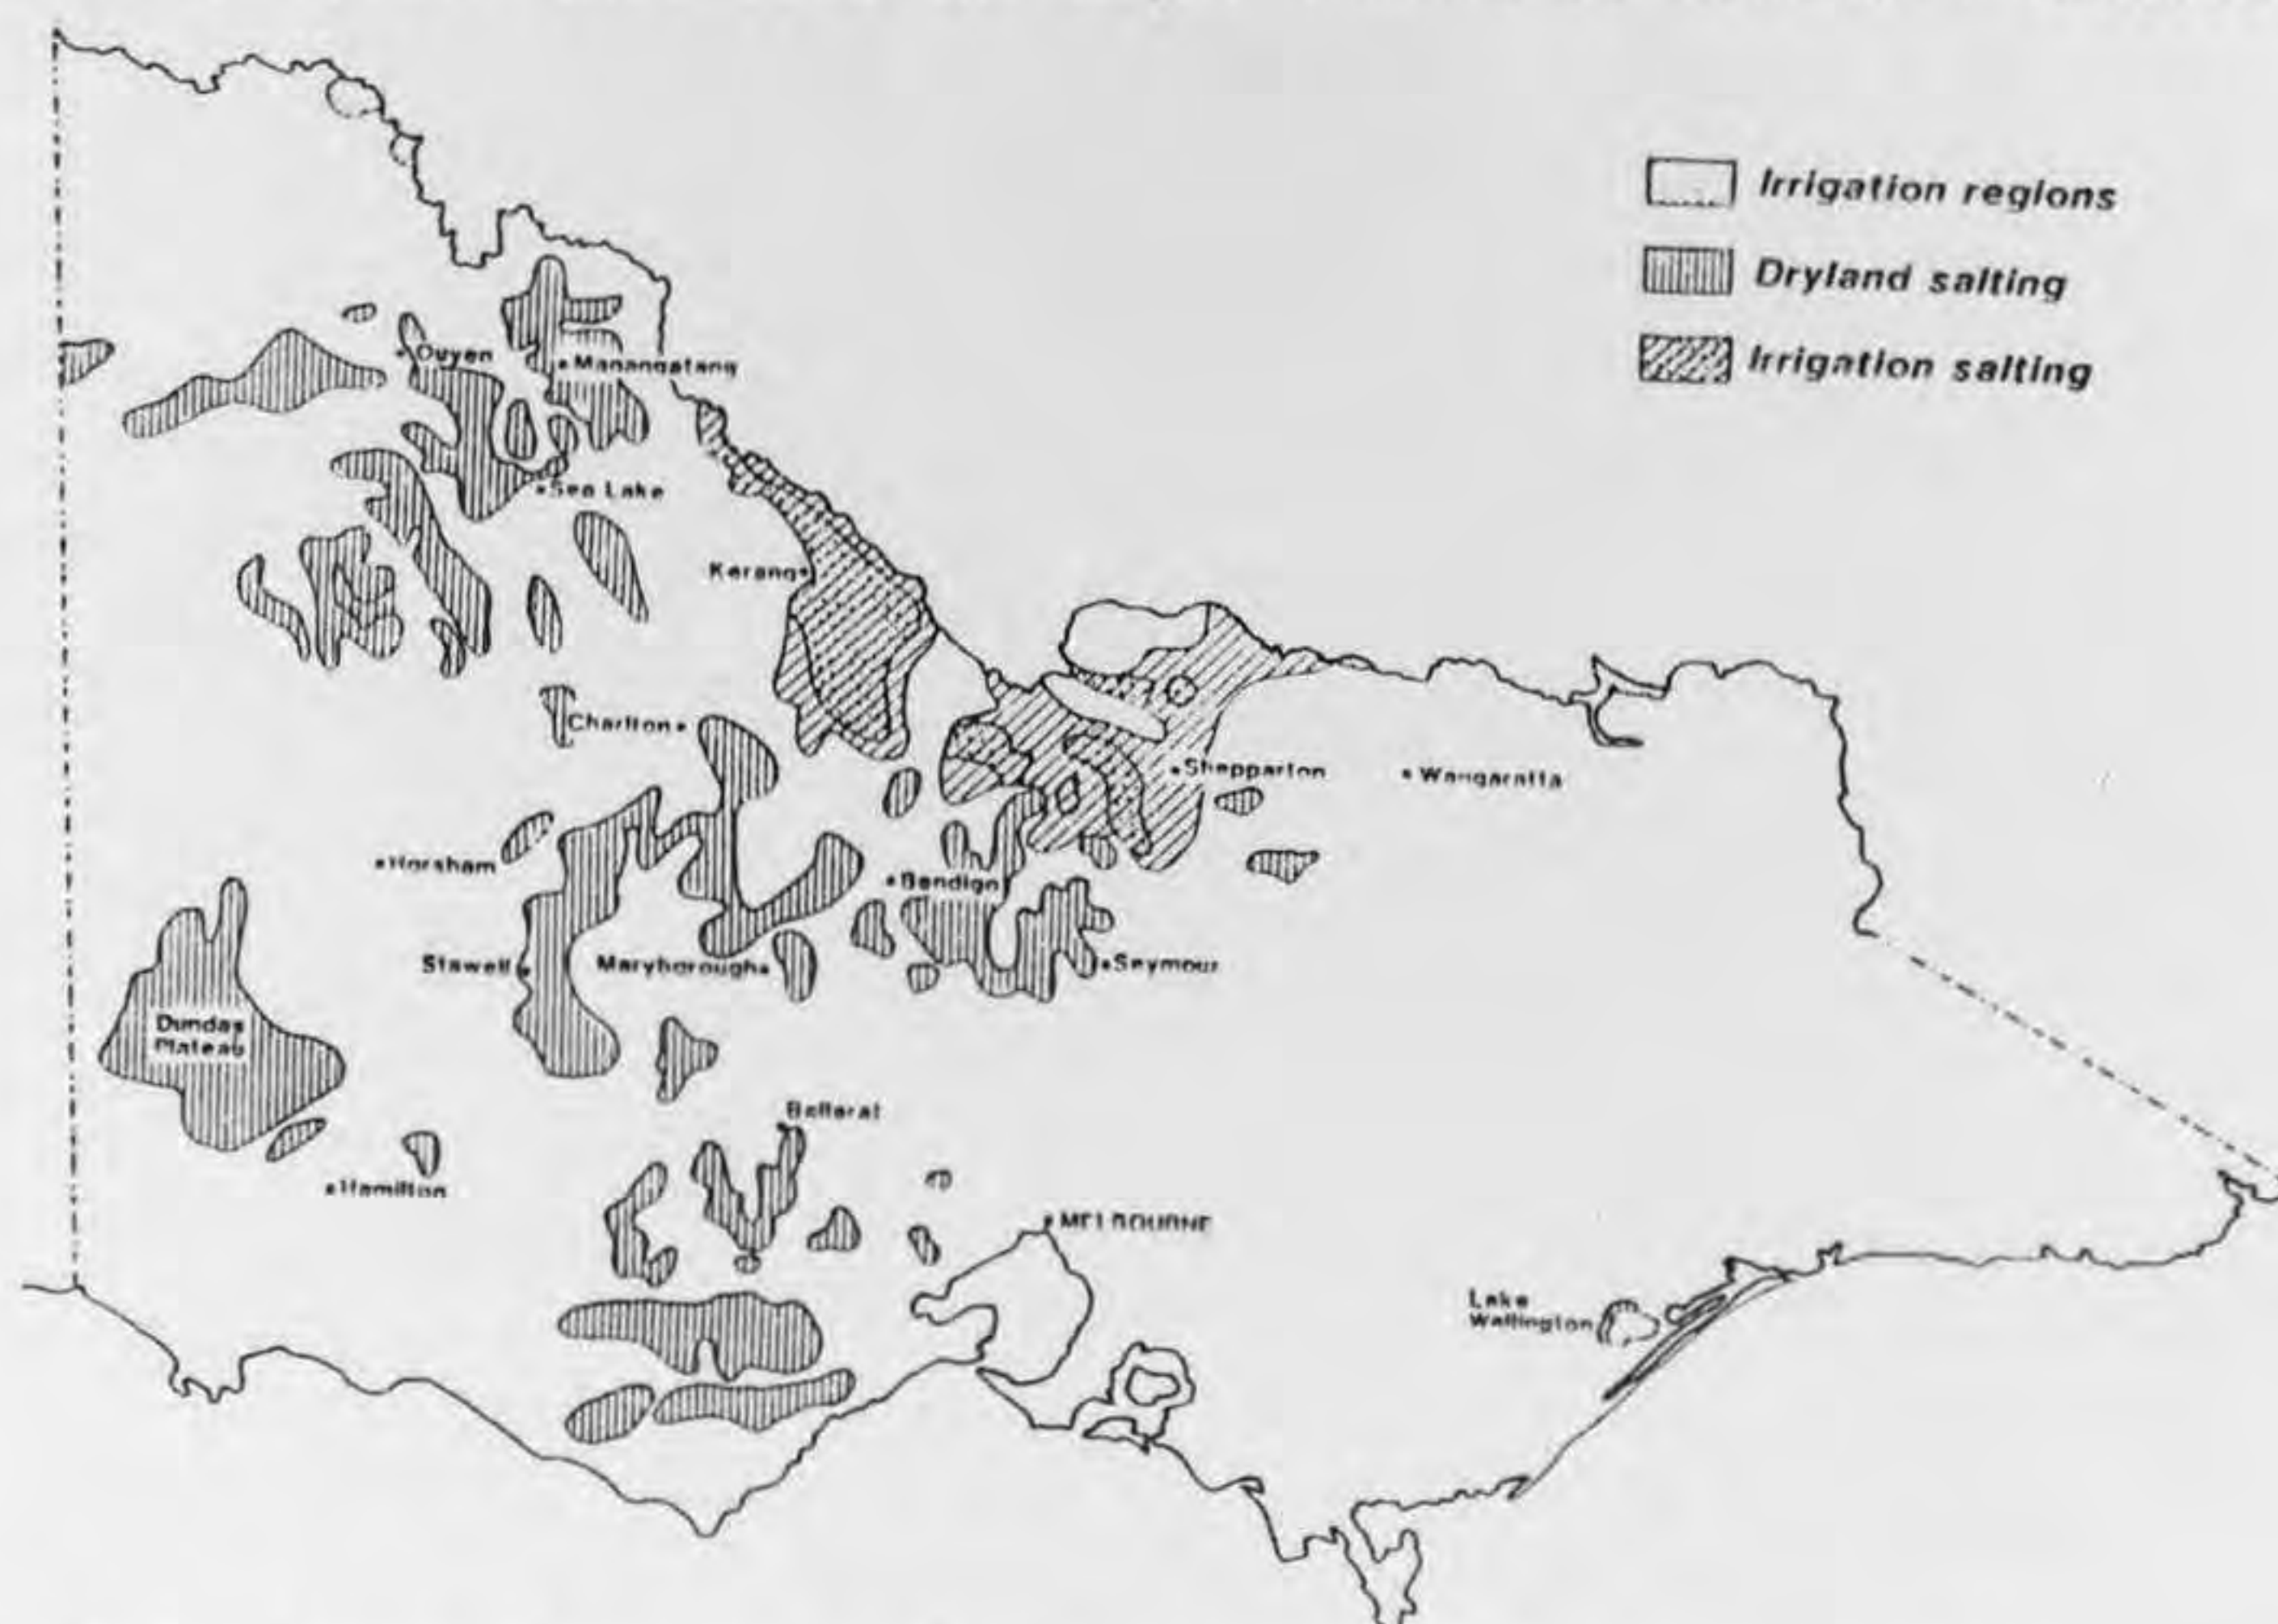 Irrigation regions
Dryland salting
Irrigation salting
Ouyen
Manangatang
Sea Lake
Kerang
Charlton
Shepparton
Wangaratta
Horsham
Bendigo
Stawell
Maryborough
Seymour
Dundas
Plateau
Ballarat
Hamilton
MELBOURNE
Lake
Wellington